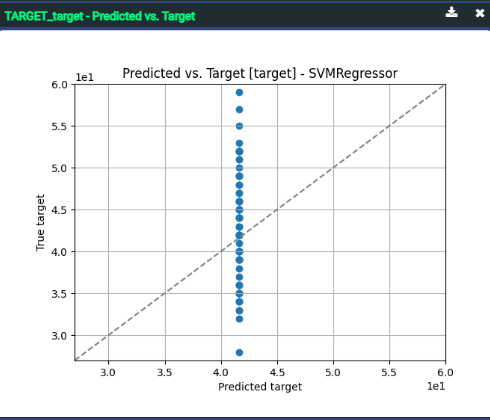 TARGET_target - Predicted vs. Target
Predicted vs. Target [target] - SVMRegressor
1e1
6.0
5.5
5.0
4.5
4.0
3.5
3.0
True target
3.0 3.5 4.0 4.5 5.0 5.5 6.0
Predicted target
1e1